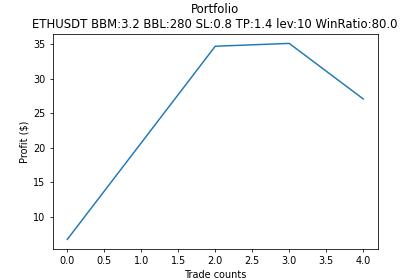 Portfolio
ETHUSDT BBM:3.2 BBL:280 SL:0.8 TP:1.4 lev:10 WinRatio:80.0
35
30
25
20
15
10
Profit ($)
0.0 0.5 1.0 1.5 2.0 2.5 3.0 3.5 4.0
Trade counts